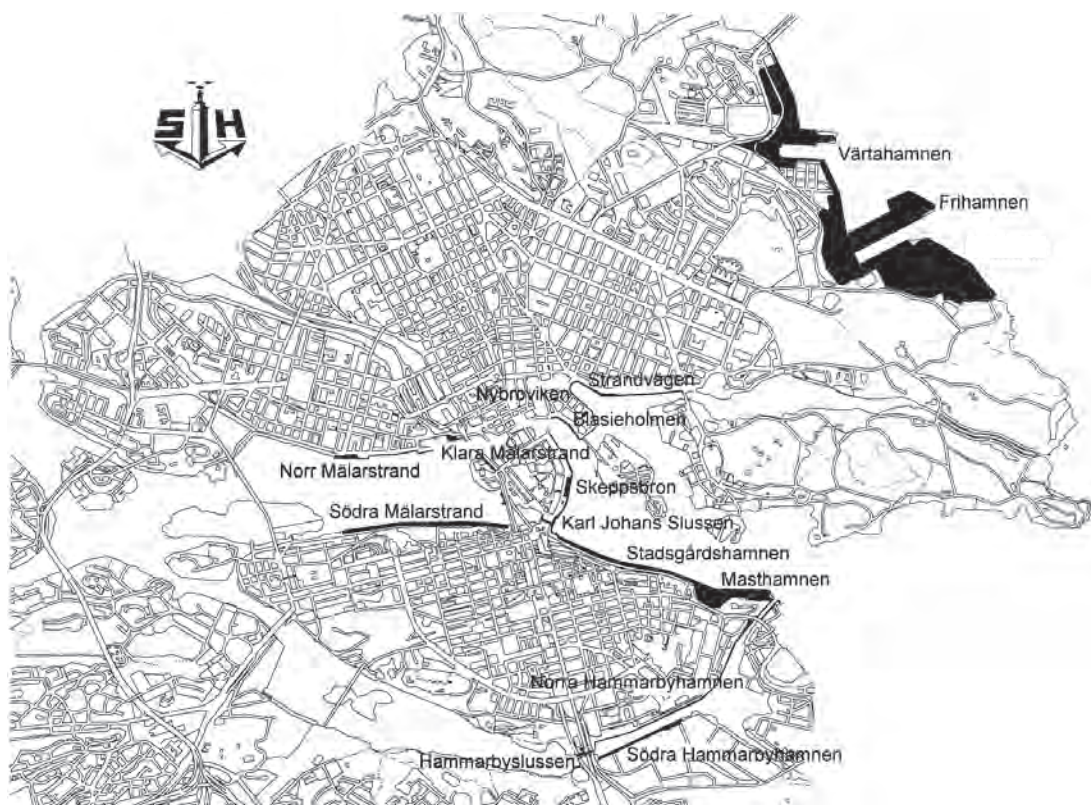 S H
Värtahamnen
Frihamnen
Strandvägen
Nybroviken
Blasieholmen
Klara Mälarstrand
Norr Mälarstrand
Skeppsbron
Södra Mälarstrand
Karl Johans Slussen
Stadsgårdshamnen
Masthamnen
Norra Hammarbyhamnen
Södra Hammarbyhamnen
Hammarbyslussen